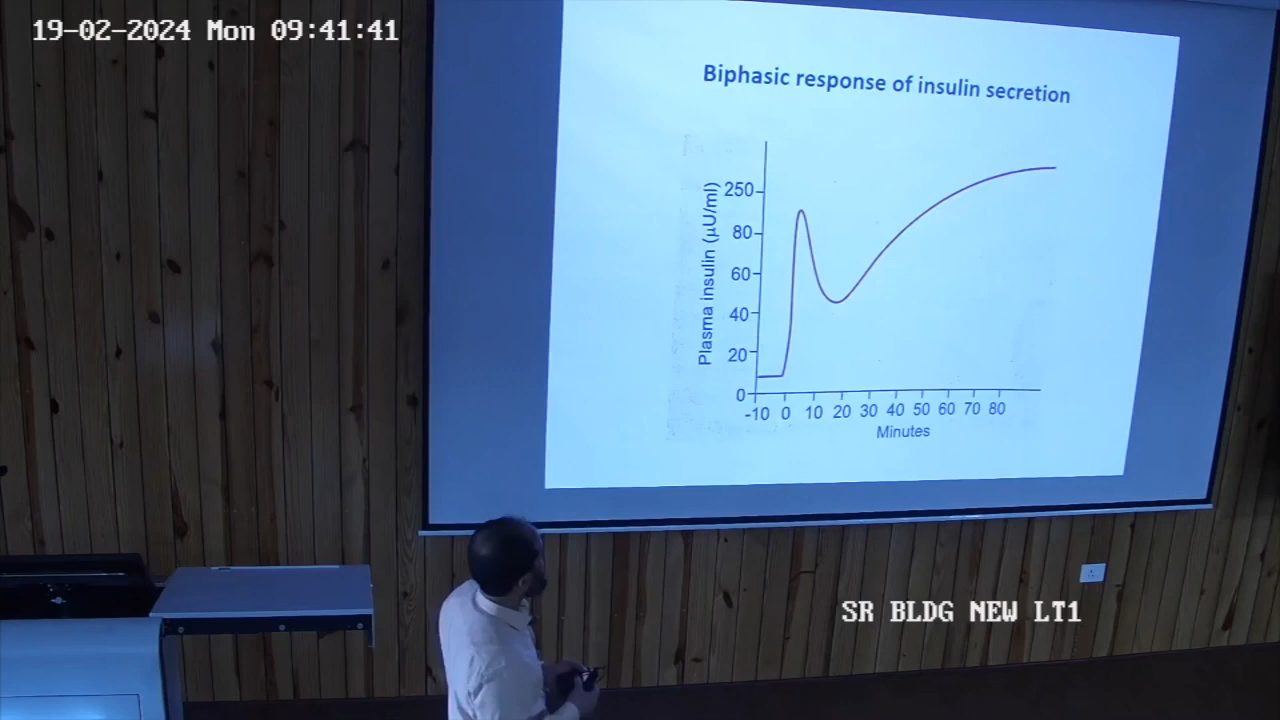 19-02-2024 Mon 09:41:41
Biphasic response of insulin secretion
Plasma insulin (μU/ml)
250
80
60
40
20
0
-10 0 10 20 30 40 50 60 70 80
Minutes
SR BLDG NEW LT1